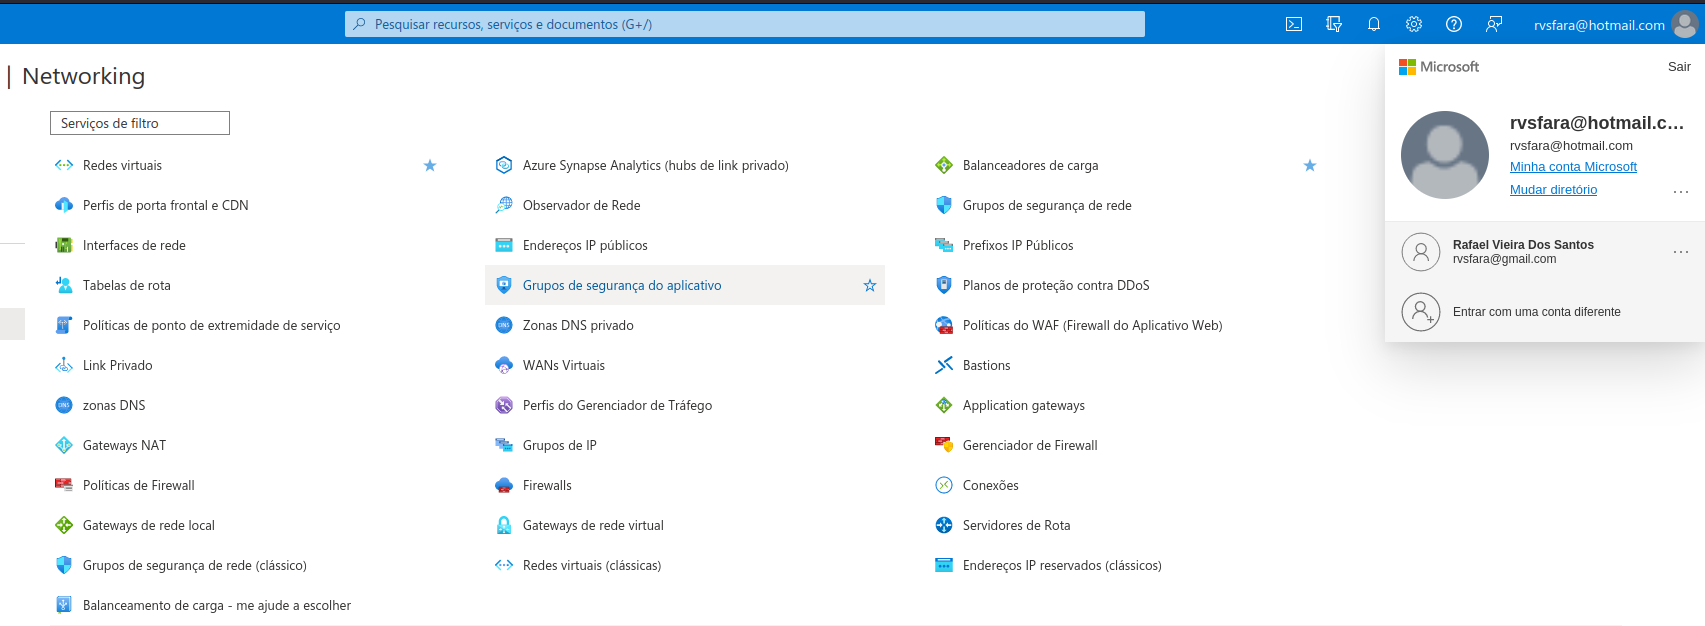 Pesquisar recursos, serviços e documentos (G+/)
rvsfara@hotmail.com
Networking
Serviços de filtro
Redes virtuais
Azure Synapse Analytics (hubs de link privado)
Balanceadores de carga
Perfis de porta frontal e CDN
Observador de Rede
Grupos de segurança de rede
Interfaces de rede
Endereços IP públicos
Prefixos IP Públicos
Tabelas de rota
Grupos de segurança do aplicativo
Planos de proteção contra DDoS
Políticas de ponto de extremidade de serviço
Zonas DNS privado
Políticas do WAF (Firewall do Aplicativo Web)
Link Privado
WANs Virtuais
Bastions
zonas DNS
Perfis do Gerenciador de Tráfego
Application gateways
Gateways NAT
Grupos de IP
Gerenciador de Firewall
Políticas de Firewall
Firewalls
Conexões
Gateways de rede local
Gateways de rede virtual
Servidores de Rota
Grupos de segurança de rede (clássico)
Redes virtuais (clássicas)
Endereços IP reservados (clássicos)
Balanceamento de carga - me ajude a escolher
Microsoft
Sair
rvsfara@hotmail.c...
rvsfara@hotmail.com
Minha conta Microsoft
Mudar diretório
...
Rafael Vieira Dos Santos
rvsfara@gmail.com
...
Entrar com uma conta diferente